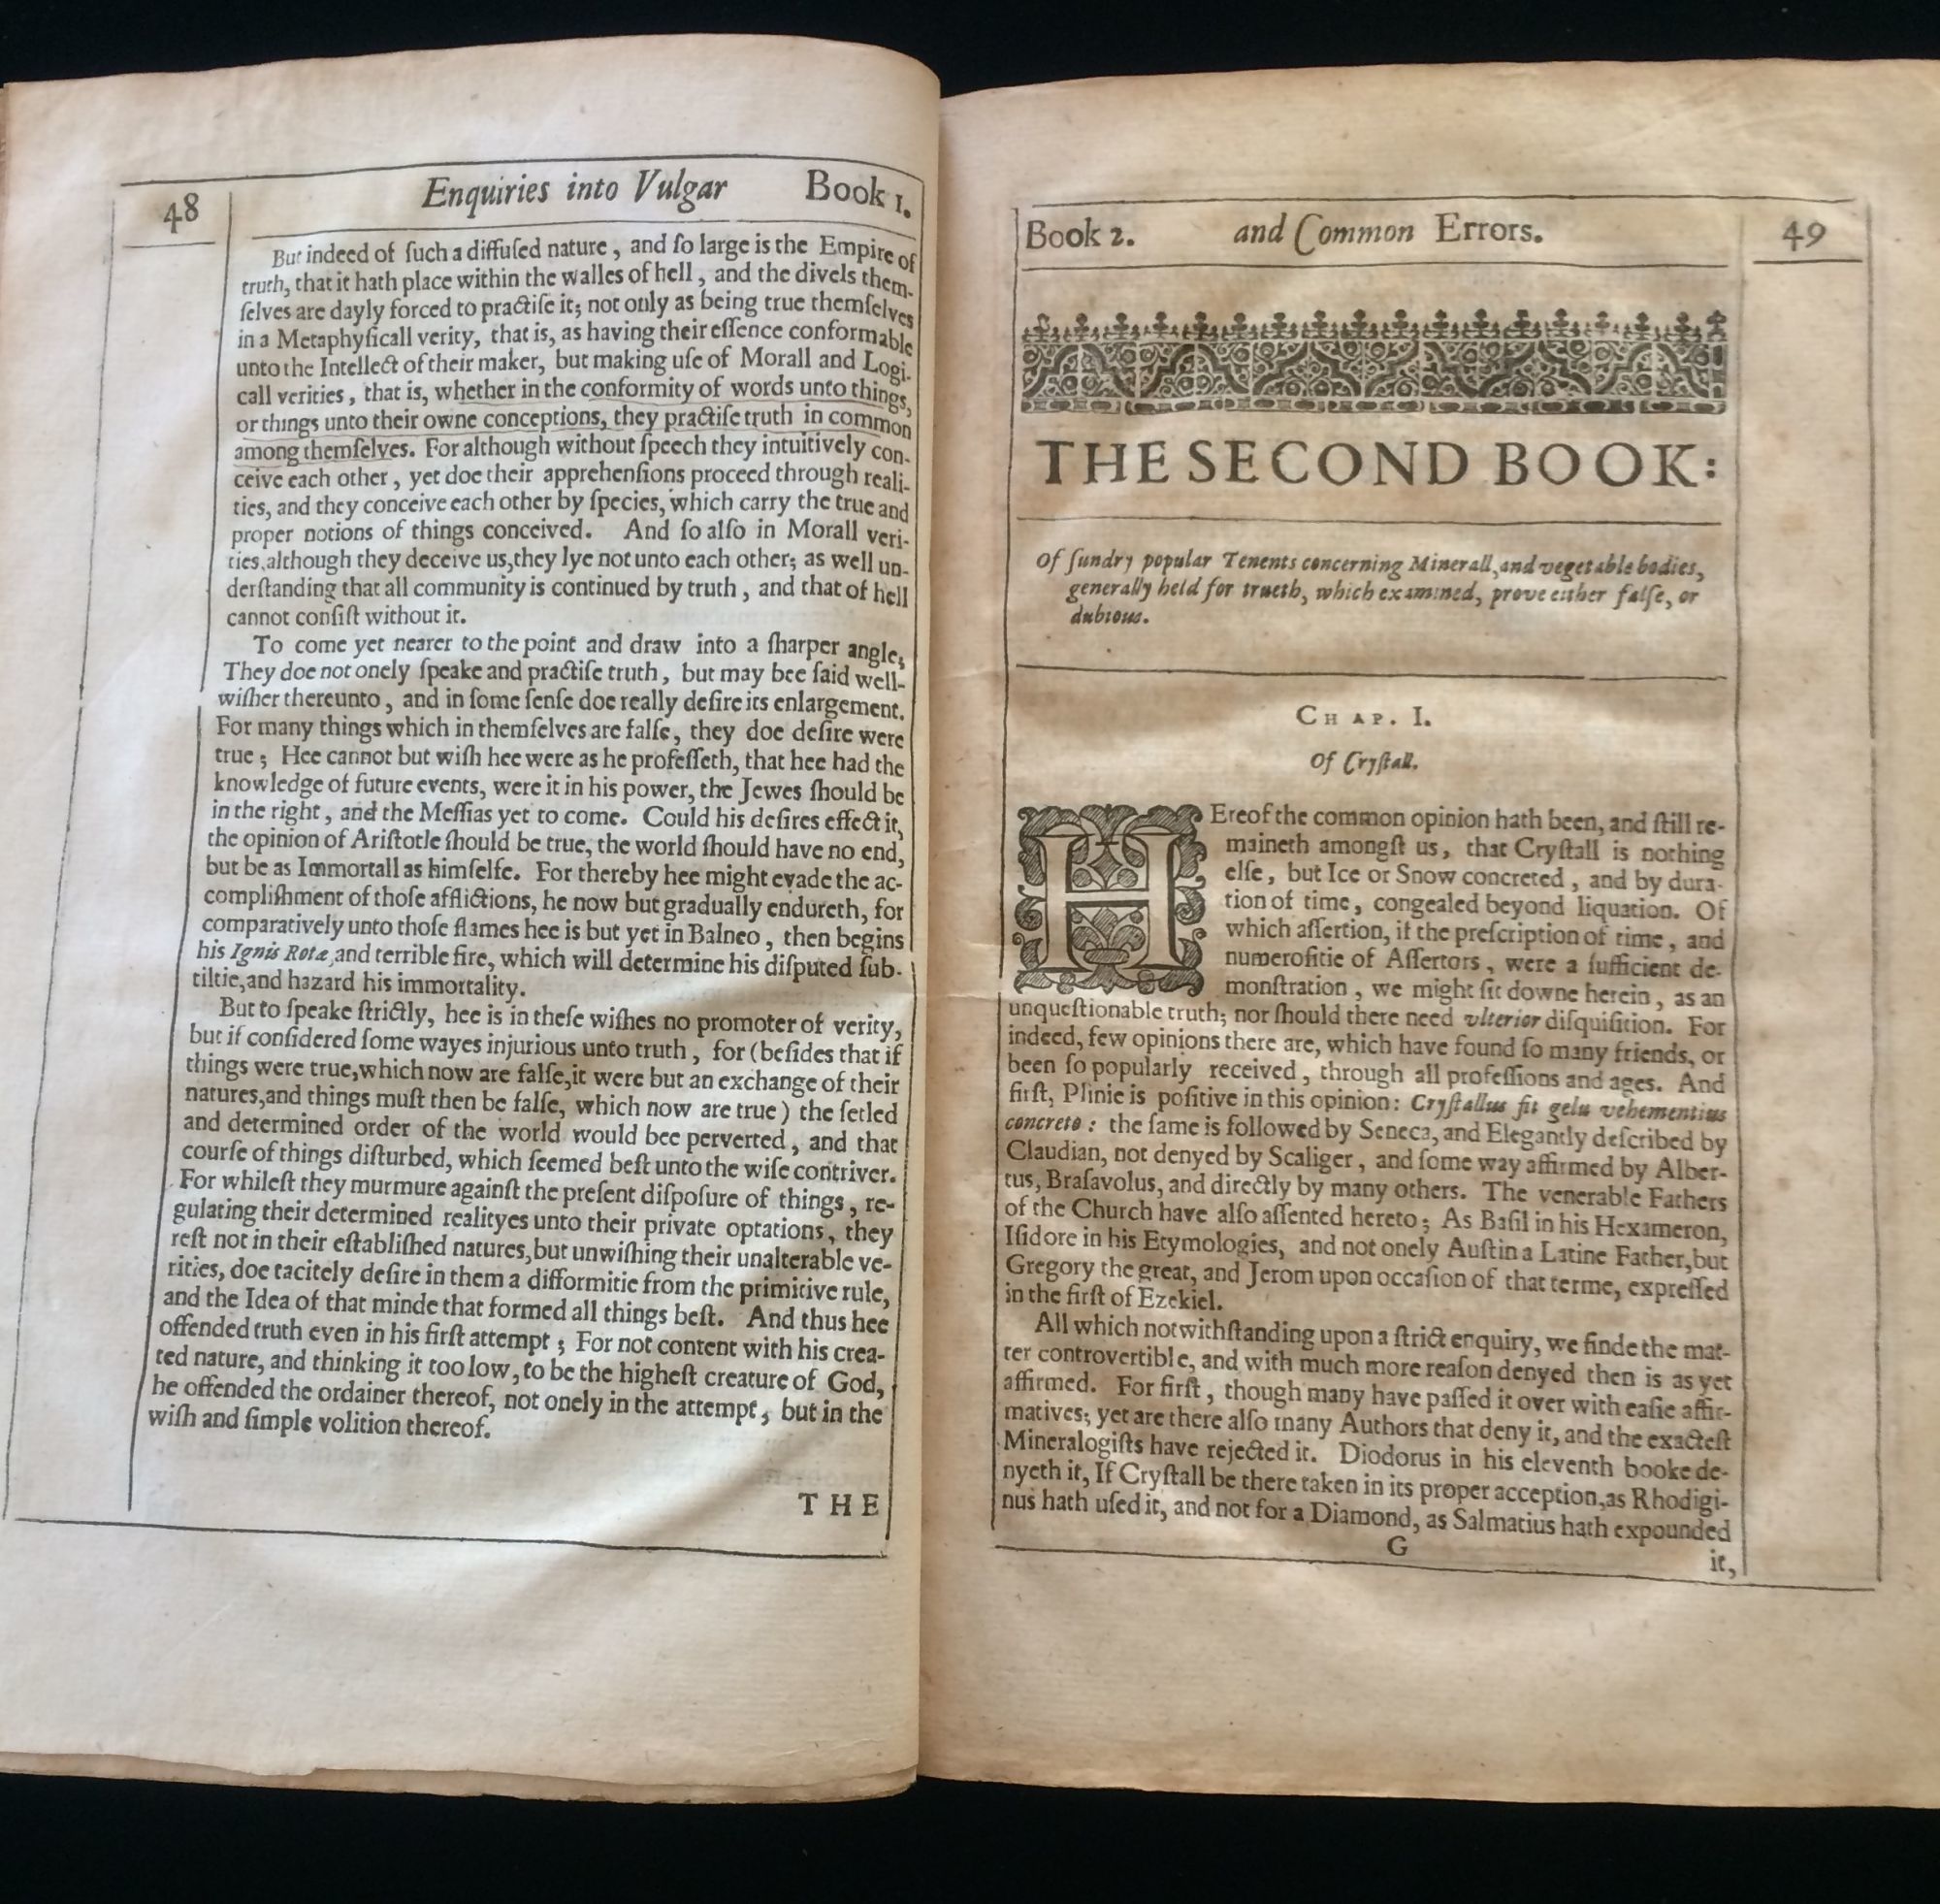 48
Enquiries into Vulgar Book 1.
But indeed of ſuch a diffuſed nature, and ſo large is the Empire of
truth, that it hath place within the walles of hell, and the divels them-
ſelves are dayly forced to practiſe it; not only as being true themſelves
in a Metaphyſicall verity, that is, as having their eſſence conformable
unto the Intellect of their maker, but making uſe of Morall and Logi-
call verities, that is, whether in the conformity of words unto things,
or things unto their owne conceptions, they practiſe truth in common
among themſelves. For although without ſpeech they intuitively con-
ceive each other, yet doe their apprehenſions proceed through reali-
ties, and they conceive each other by ſpecies, which carry the true and
proper notions of things conceived. And ſo alſo in Morall veri-
ties, although they deceive us, they lye not unto each other; as well un-
derſtanding that all community is continued by truth, and that of hell
cannot conſiſt without it.
To come yet nearer to the point and draw into a ſharper angle,
They doe not onely ſpeake and practiſe truth, but may bee ſaid well-
wiſher thereunto, and in ſome ſenſe doe really deſire its enlargement.
For many things which in themſelves are falſe, they doe deſire were
true; Hee cannot but wiſh hee were as he profeſſeth, that hee had the
knowledge of future events, were it in his power, the Jewes ſhould be
in the right, and the Meſſias yet to come. Could his deſires effect it,
the opinion of Ariſtotle ſhould be true, the world ſhould have no end,
but be as Immortall as himſelfe. For thereby hee might evade the ac-
compliſhment of thoſe afflictions, he now but gradually endureth, for
comparatively unto thoſe flames hee is but yet in Balneo, then begins
his Ignis Rotæ, and terrible fire, which will determine his diſputed ſub-
tiltie, and hazard his immortality.
But to ſpeake ſtrictly, hee is in theſe wiſhes no promoter of verity,
but if conſidered ſome wayes injurious unto truth, for (beſides that if
things were true, which now are falſe, it were but an exchange of their
natures, and things muſt then be falſe, which now are true) the ſetled
and determined order of the world would bee perverted, and that
courſe of things diſturbed, which ſeemed beſt unto the wiſe contriver.
For whileſt they murmure againſt the preſent diſpoſure of things, re-
gulating their determined realityes unto their private optations, they
reſt not in their eſtabliſhed natures, but unwiſhing their unalterable ve-
rities, doe tacitely deſire in them a difformitie from the primitive rule,
and the Idea of that minde that formed all things beſt. And thus hee
offended truth even in his firſt attempt; For not content with his crea-
ted nature, and thinking it too low, to be the higheſt creature of God,
he offended the ordainer thereof, not onely in the attempt, but in the
wiſh and ſimple volition thereof.
THE
Book 2. and Common Errors. 49
THE SECOND BOOK:
Of ſundry popular Tenents concerning Minerall, and vegetable bodies,
generally held for trueth, which examined, prove either falſe, or
dubious.
CHAP. I.
Of Cryſtall.
HEreof the common opinion hath been, and ſtill re-
maineth amongſt us, that Cryſtall is nothing
elſe, but Ice or Snow concreted, and by dura-
tion of time, congealed beyond liquation. Of
which aſſertion, if the preſcription of time, and
numeroſitie of Aſſertors, were a ſufficient de-
monſtration, we might ſit downe herein, as an
unqueſtionable truth; nor ſhould there need ulterior diſquiſition. For
indeed, few opinions there are, which have found ſo many friends, or
been ſo popularly received, through all profeſſions and ages. And
firſt, Plinie is poſitive in this opinion: Cryſtallus fit gelu vehementius
concreto: the ſame is followed by Seneca, and Elegantly deſcribed by
Claudian, not denyed by Scaliger, and ſome way affirmed by Alber-
tus, Braſavolus, and directly by many others. The venerable Fathers
of the Church have alſo aſſented hereto; As Baſil in his Hexameron,
Iſidore in his Etymologies, and not onely Auſtin a Latine Father, but
Gregory the great, and Jerom upon occaſion of that terme, expreſſed
in the firſt of Ezekiel.
All which notwithſtanding upon a ſtrict enquiry, we finde the mat-
ter controvertible, and with much more reaſon denyed then is as yet
affirmed. For firſt, though many have paſſed it over with eaſie affir-
matives; yet are there alſo many Authors that deny it, and the exacteſt
Mineralogiſts have rejected it. Diodorus in his eleventh booke de-
nyeth it, If Cryſtall be there taken in its proper acception, as Rhodigi-
nus hath uſed it, and not for a Diamond, as Salmatius hath expounded
G it,